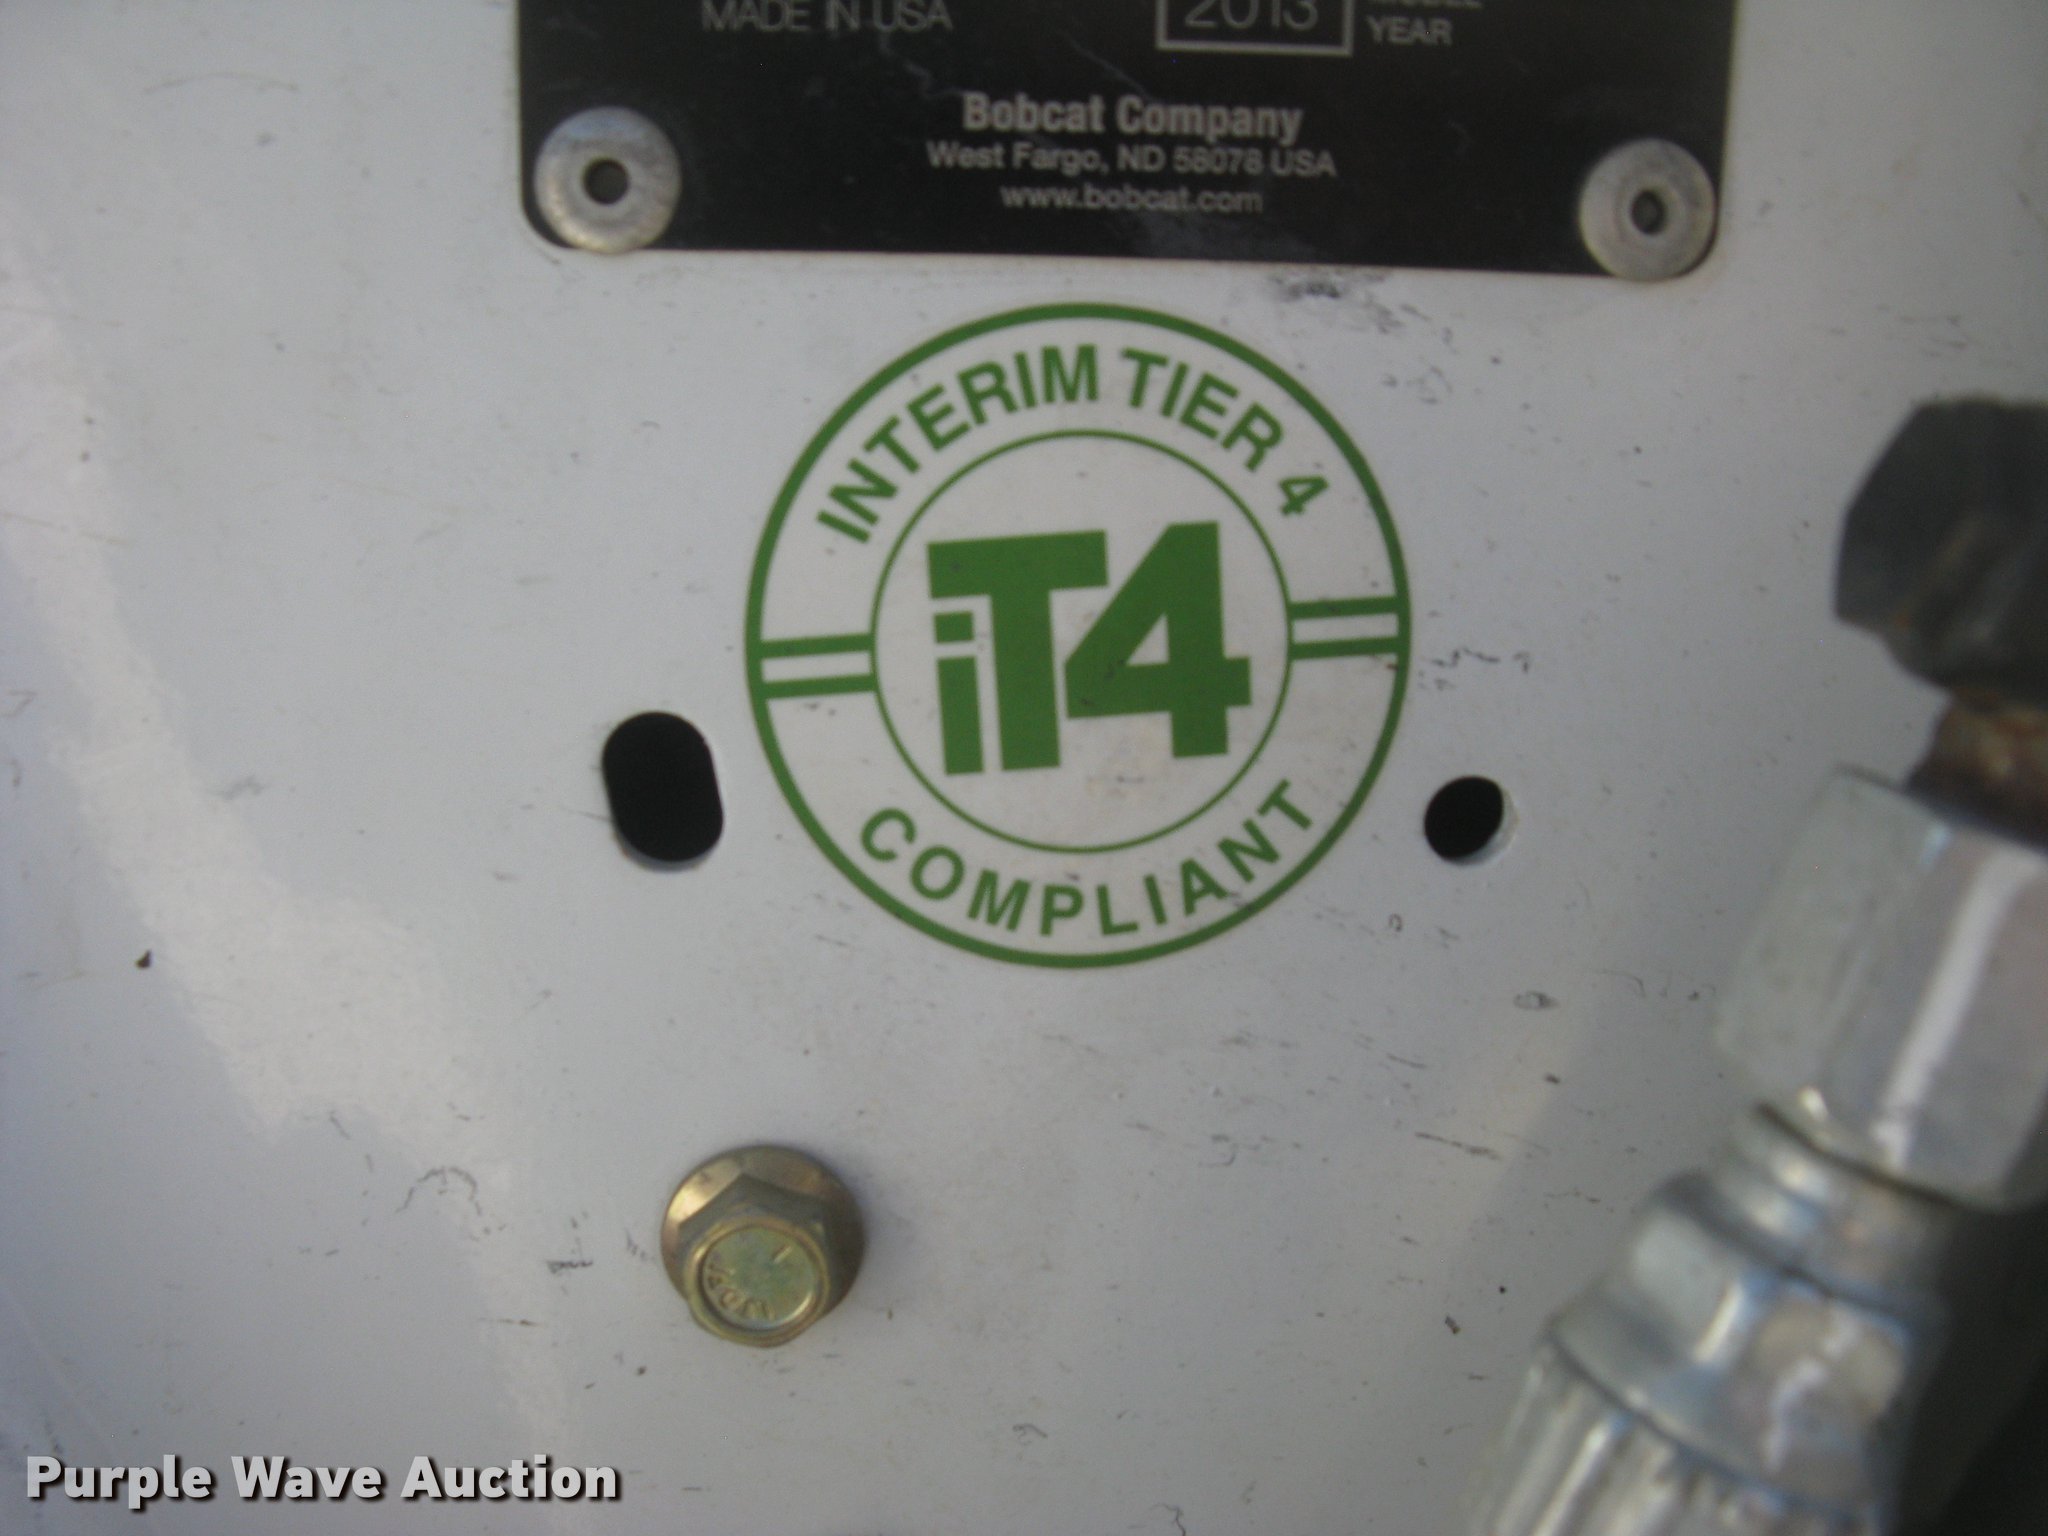 MADE IN USA
2013
MODEL
YEAR
Bobcat Company
West Fargo, ND 58078 USA
www.bobcat.com
INTERIM TIER 4
iT4
COMPLIANT
Purple Wave Auction